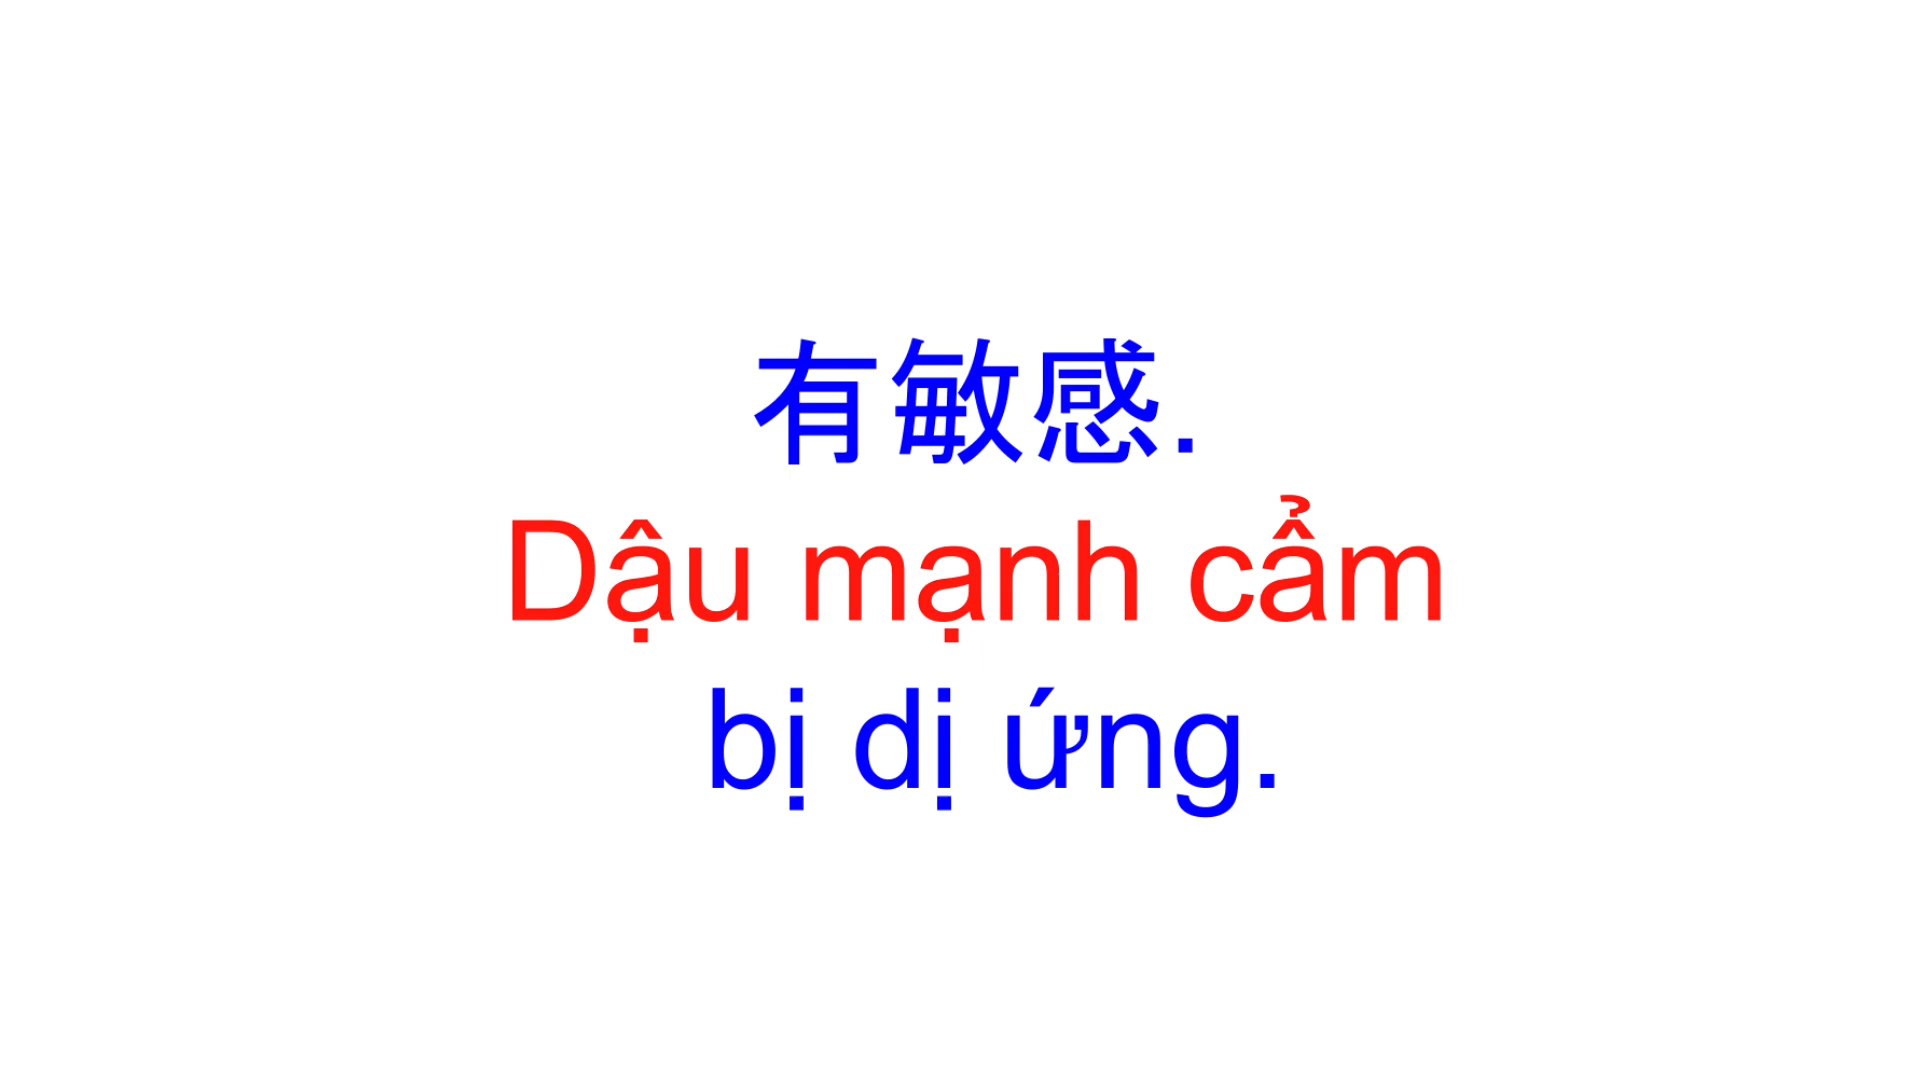 有敏感.
Dậu mạnh cẩm
bị dị ứng.